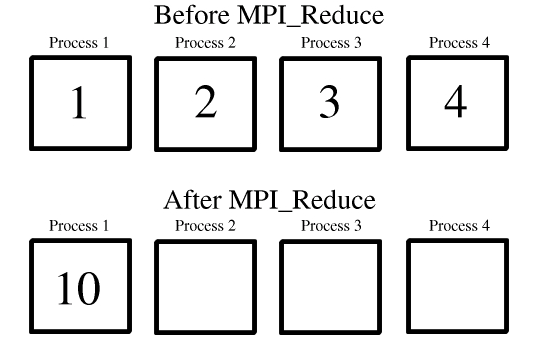 Before MPI_Reduce
Process 1 Process 2 Process 3 Process 4
1 2 3 4
After MPI_Reduce
Process 1 Process 2 Process 3 Process 4
10